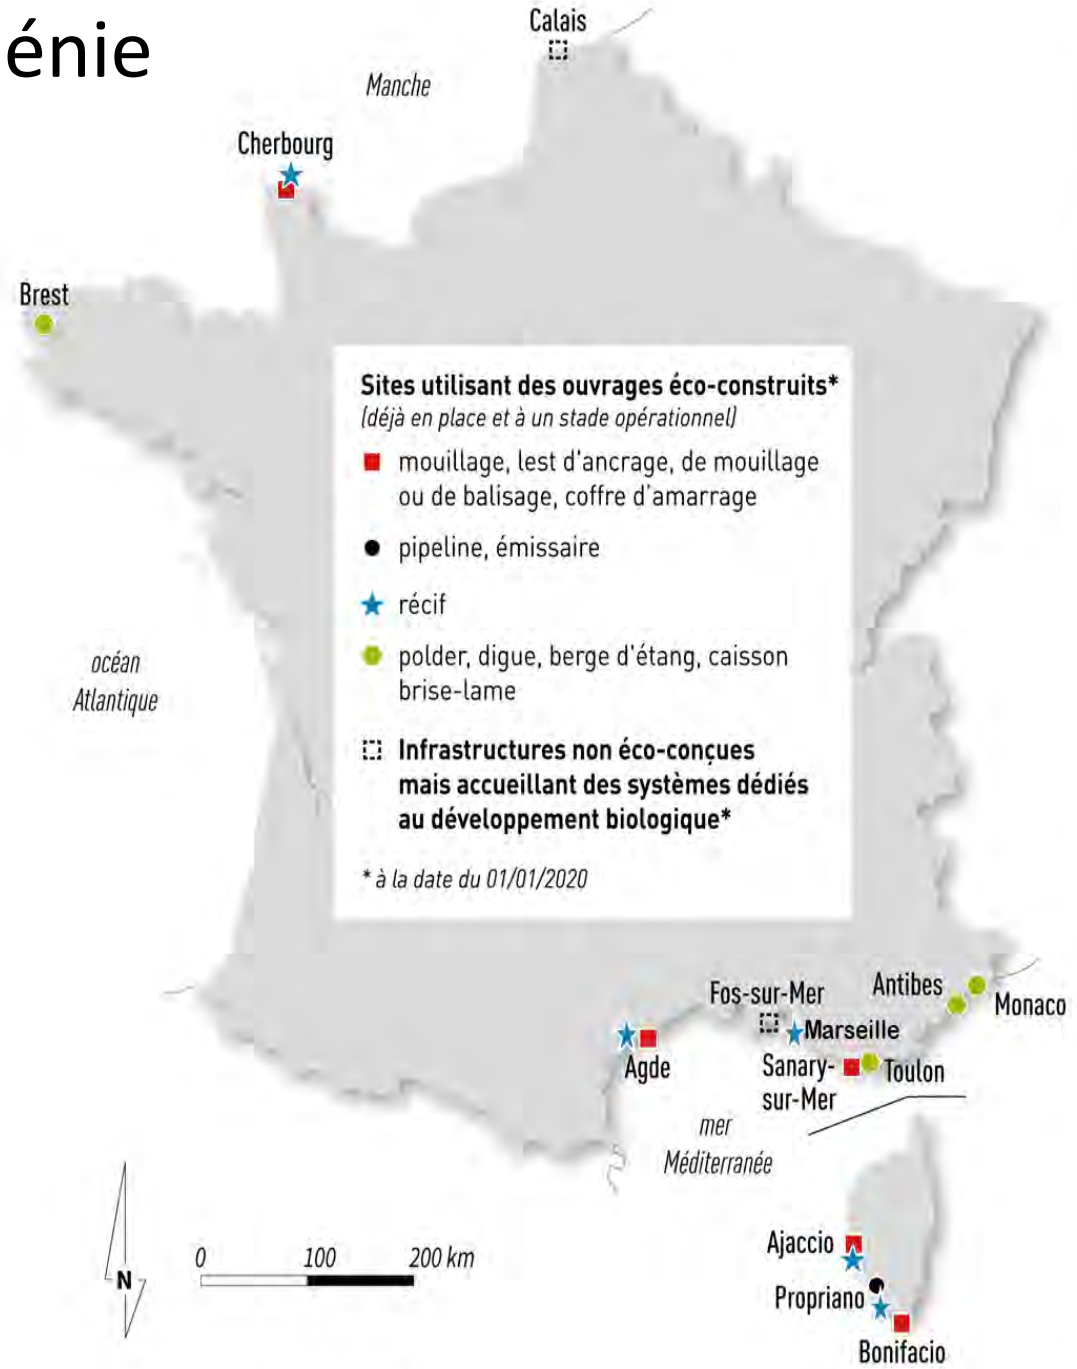 énie
Calais
Manche
Cherbourg
Brest
Sites utilisant des ouvrages éco-construits*
(déjà en place et à un stade opérationnel)
mouillage, lest d'ancrage, de mouillage
ou de balisage, coffre d'amarrage
pipeline, émissaire
récif
polder, digue, berge d'étang, caisson
brise-lame
Infrastructures non éco-conçues
mais accueillant des systèmes dédiés
au développement biologique*
* à la date du 01/01/2020
océan
Atlantique
Fos-sur-Mer
Antibes
Monaco
Marseille
Agde
Sanary-
sur-Mer
Toulon
mer
Méditerranée
Ajaccio
Propriano
Bonifacio
0 100 200 km
N